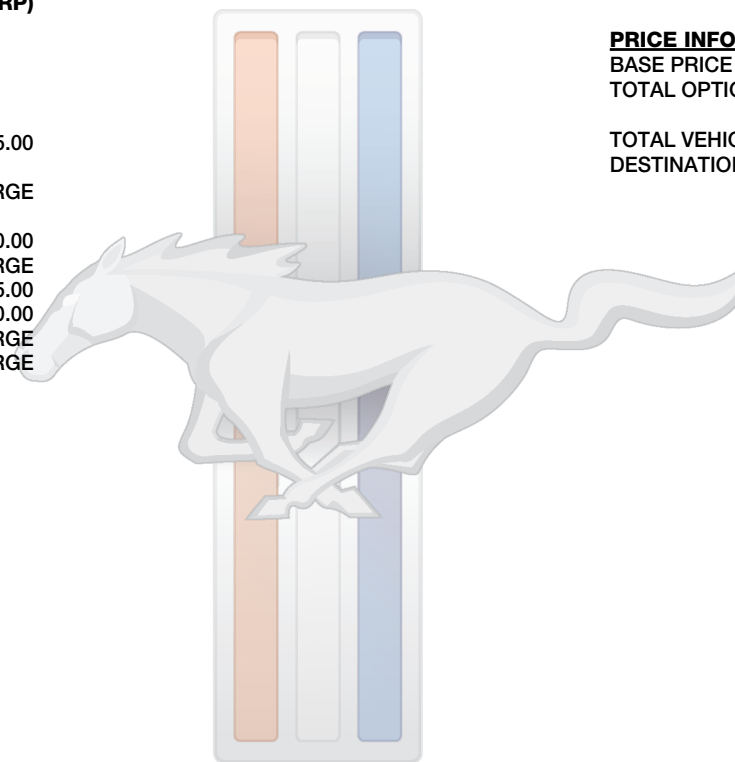 RP)
5.00
RGE
0.00
RGE
5.00
0.00
RGE
RGE
PRICE INFO
BASE PRICE
TOTAL OPTIO
TOTAL VEHIC
DESTINATION